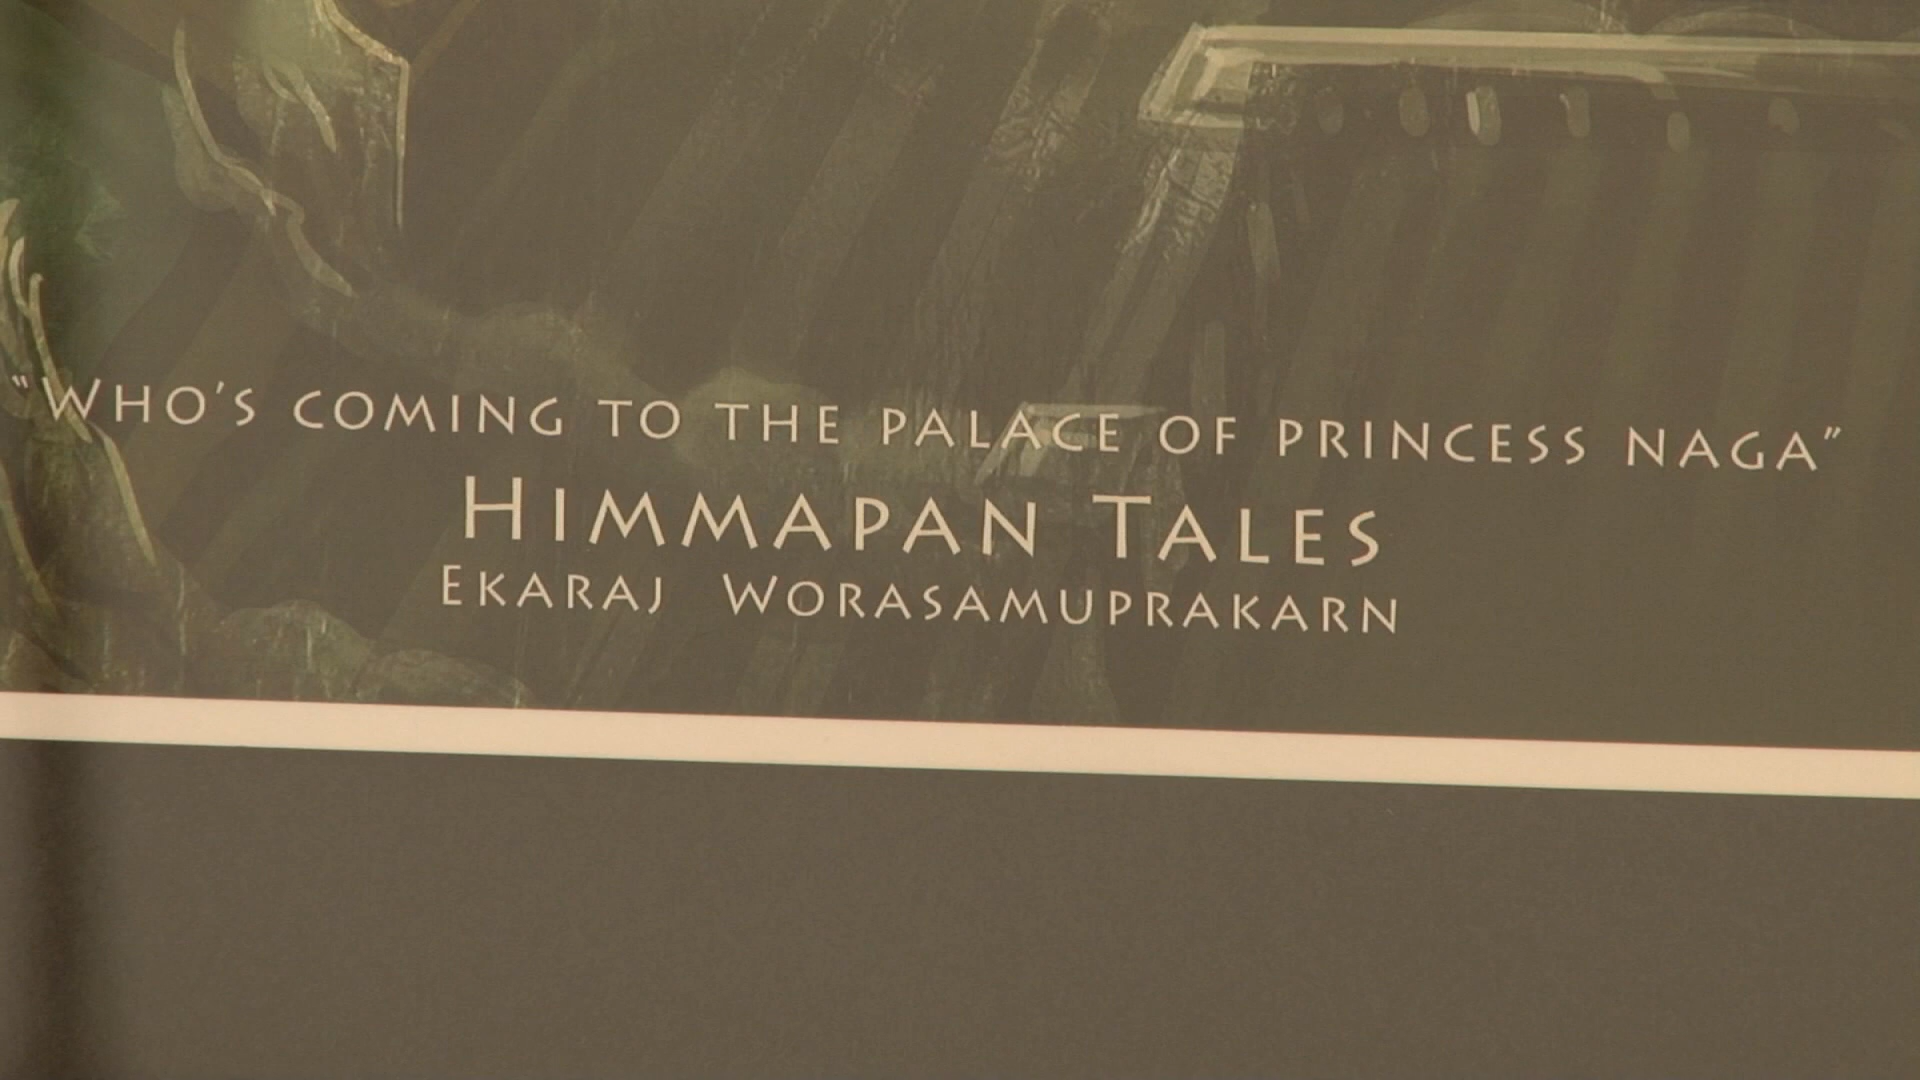 "WHO'S COMING TO THE PALACE OF PRINCESS NAGA"
HIMMAPAN TALES
EKARAJ WORASAMUPRAKARN